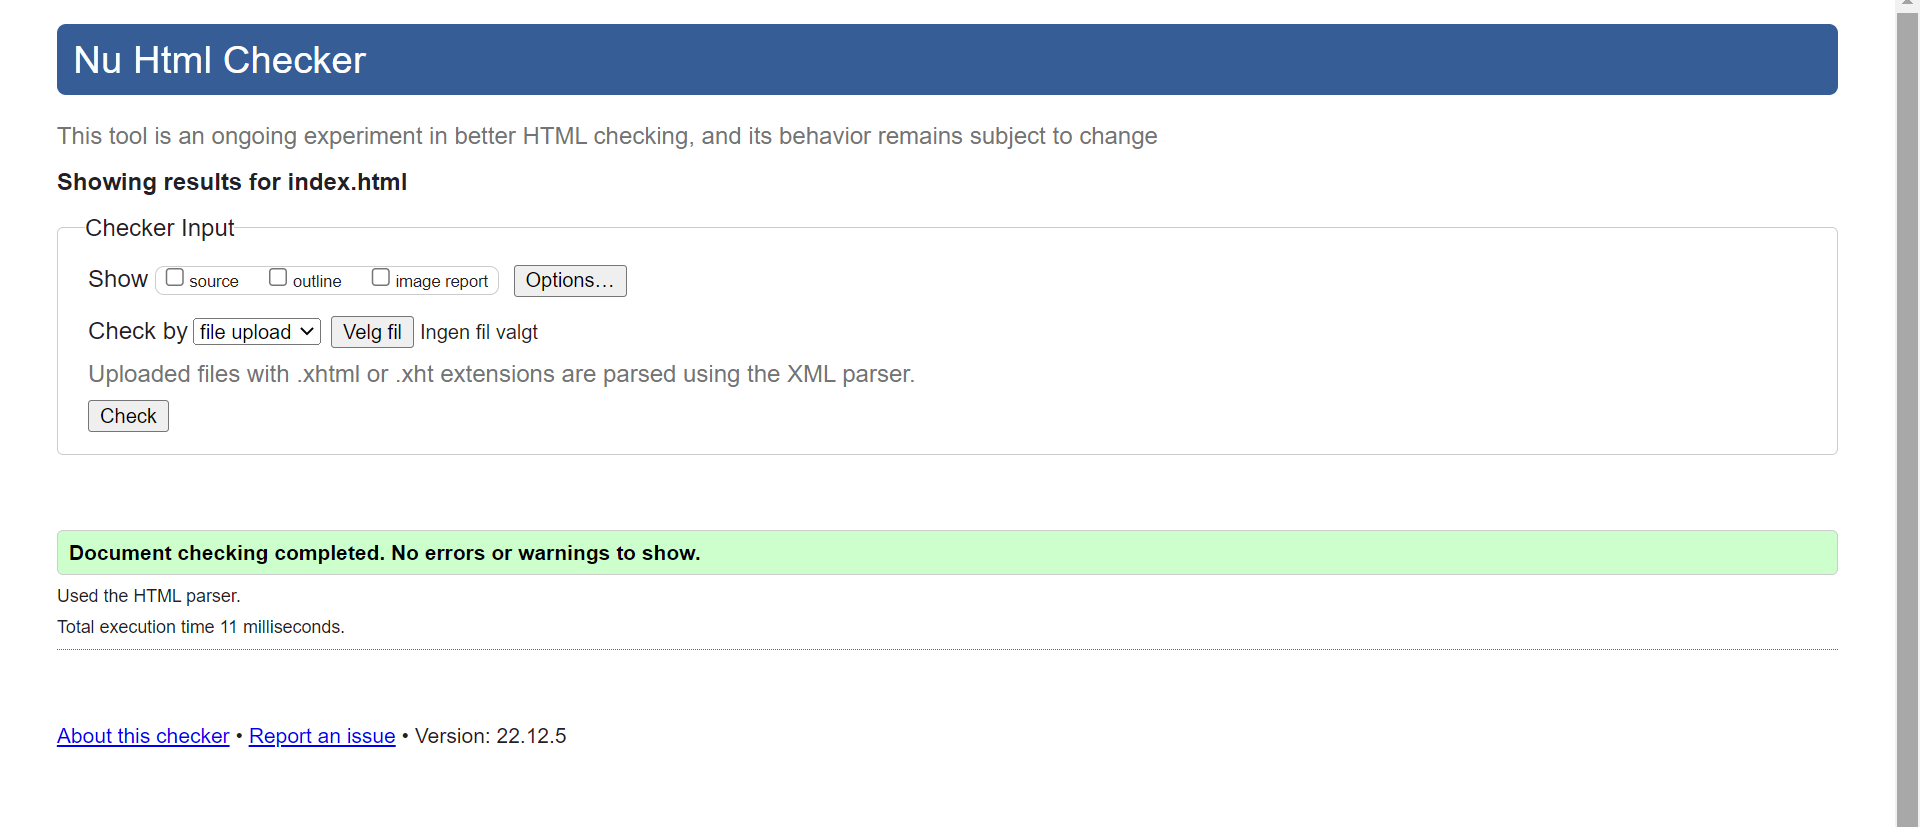 Nu Html Checker
This tool is an ongoing experiment in better HTML checking, and its behavior remains subject to change
Showing results for index.html
Checker Input
Show source outline image report Options…
Check by file upload Velg fil Ingen fil valgt
Uploaded files with .xhtml or .xht extensions are parsed using the XML parser.
Check
Document checking completed. No errors or warnings to show.
Used the HTML parser.
Total execution time 11 milliseconds.
About this checker • Report an issue • Version: 22.12.5